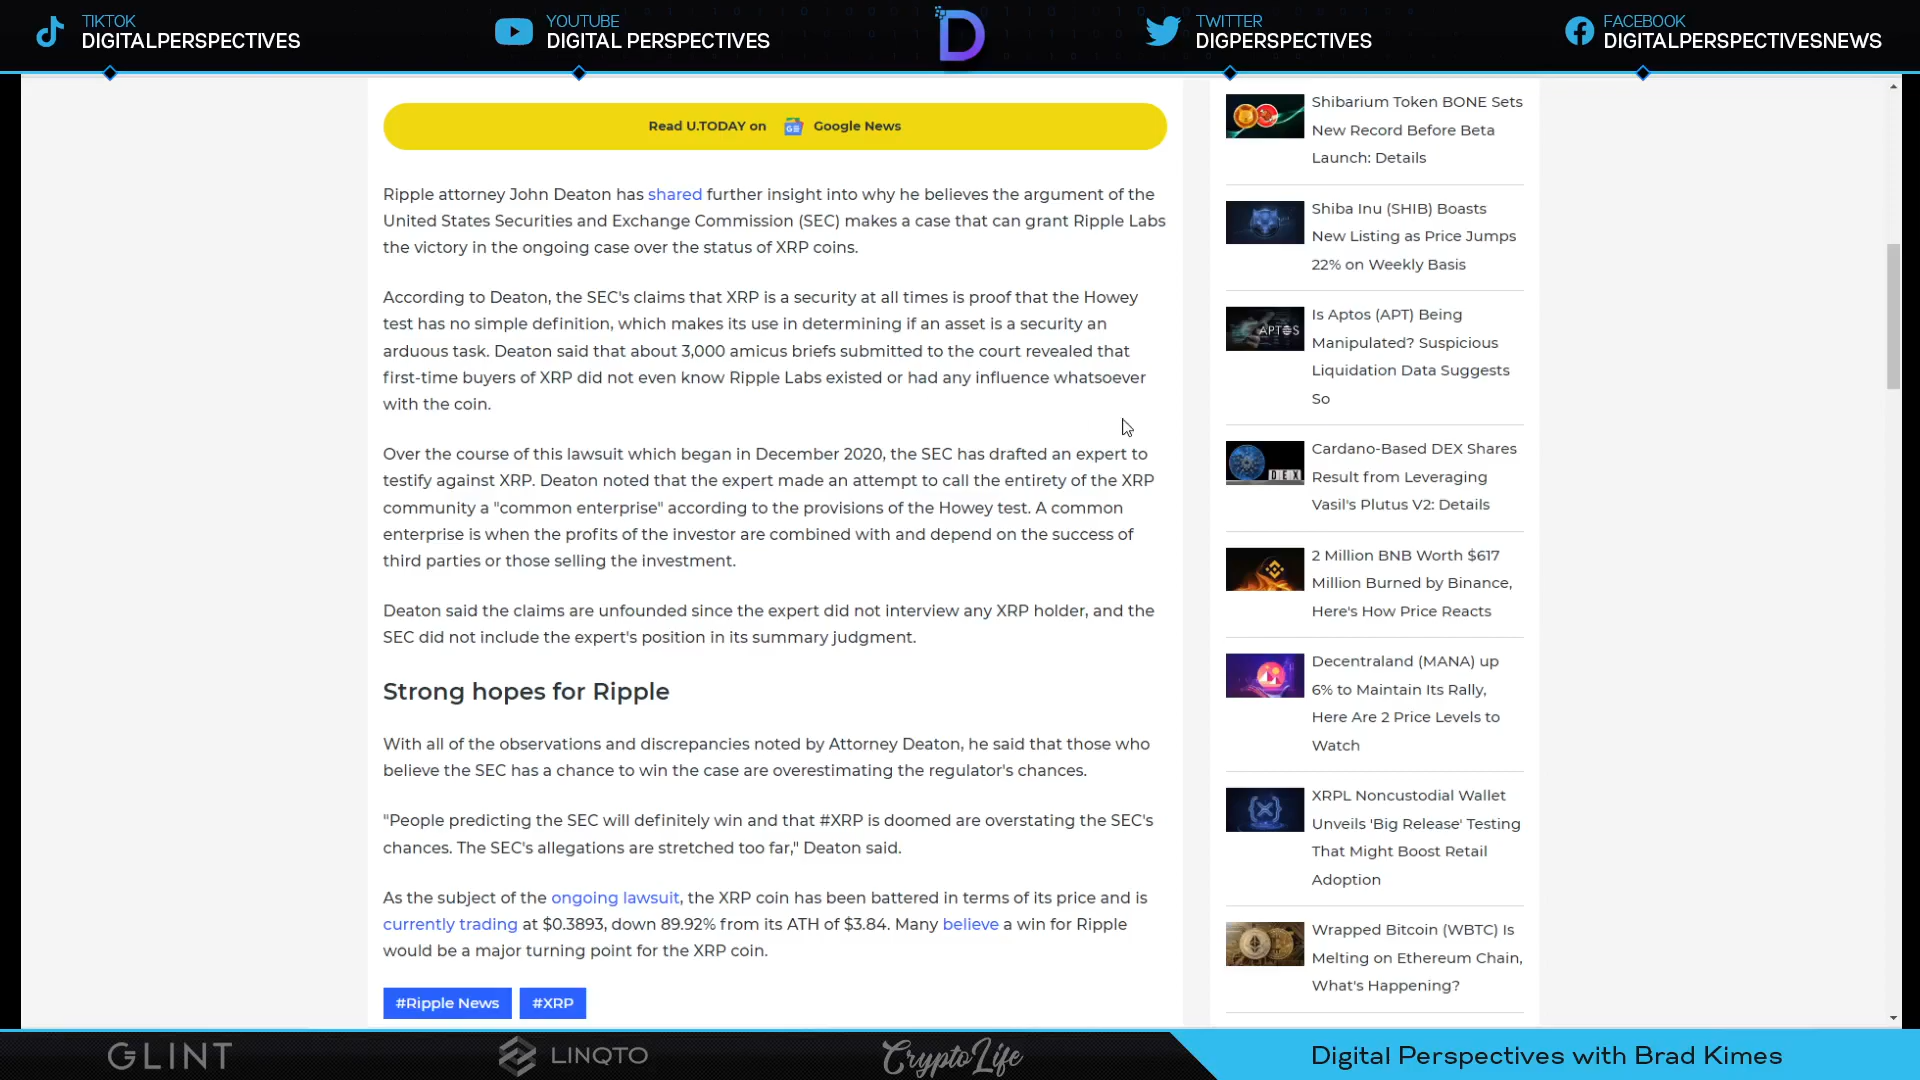 TIKTOK
DIGITALPERSPECTIVES
YOUTUBE
DIGITAL PERSPECTIVES
D
TWITTER
DIGPERSPECTIVES
FACEBOOK
DIGITALPERSPECTIVESNEWS
Read U.TODAY on Google News
Ripple attorney John Deaton has shared further insight into why he believes the argument of the
United States Securities and Exchange Commission (SEC) makes a case that can grant Ripple Labs
the victory in the ongoing case over the status of XRP coins.
According to Deaton, the SEC's claims that XRP is a security at all times is proof that the Howey
test has no simple definition, which makes its use in determining if an asset is a security an
arduous task. Deaton said that about 3,000 amicus briefs submitted to the court revealed that
first-time buyers of XRP did not even know Ripple Labs existed or had any influence whatsoever
with the coin.
Over the course of this lawsuit which began in December 2020, the SEC has drafted an expert to
testify against XRP. Deaton noted that the expert made an attempt to call the entirety of the XRP
community a "common enterprise" according to the provisions of the Howey test. A common
enterprise is when the profits of the investor are combined with and depend on the success of
third parties or those selling the investment.
Deaton said the claims are unfounded since the expert did not interview any XRP holder, and the
SEC did not include the expert's position in its summary judgment.
Strong hopes for Ripple
With all of the observations and discrepancies noted by Attorney Deaton, he said that those who
believe the SEC has a chance to win the case are overestimating the regulator's chances.
"People predicting the SEC will definitely win and that #XRP is doomed are overstating the SEC's
chances. The SEC's allegations are stretched too far," Deaton said.
As the subject of the ongoing lawsuit, the XRP coin has been battered in terms of its price and is
currently trading at $0.3893, down 89.92% from its ATH of $3.84. Many believe a win for Ripple
would be a major turning point for the XRP coin.
#Ripple News
#XRP
Shibarium Token BONE Sets
New Record Before Beta
Launch: Details
Shiba Inu (SHIB) Boasts
New Listing as Price Jumps
22% on Weekly Basis
APTOS
Is Aptos (APT) Being
Manipulated? Suspicious
Liquidation Data Suggests
So
DEX
Cardano-Based DEX Shares
Result from Leveraging
Vasil's Plutus V2: Details
2 Million BNB Worth $617
Million Burned by Binance,
Here's How Price Reacts
Decentraland (MANA) up
6% to Maintain Its Rally,
Here Are 2 Price Levels to
Watch
XRPL Noncustodial Wallet
Unveils 'Big Release' Testing
That Might Boost Retail
Adoption
Wrapped Bitcoin (WBTC) Is
Melting on Ethereum Chain,
What's Happening?
GLINT
LINQTO
CryptoLife
Digital Perspectives with Brad Kimes